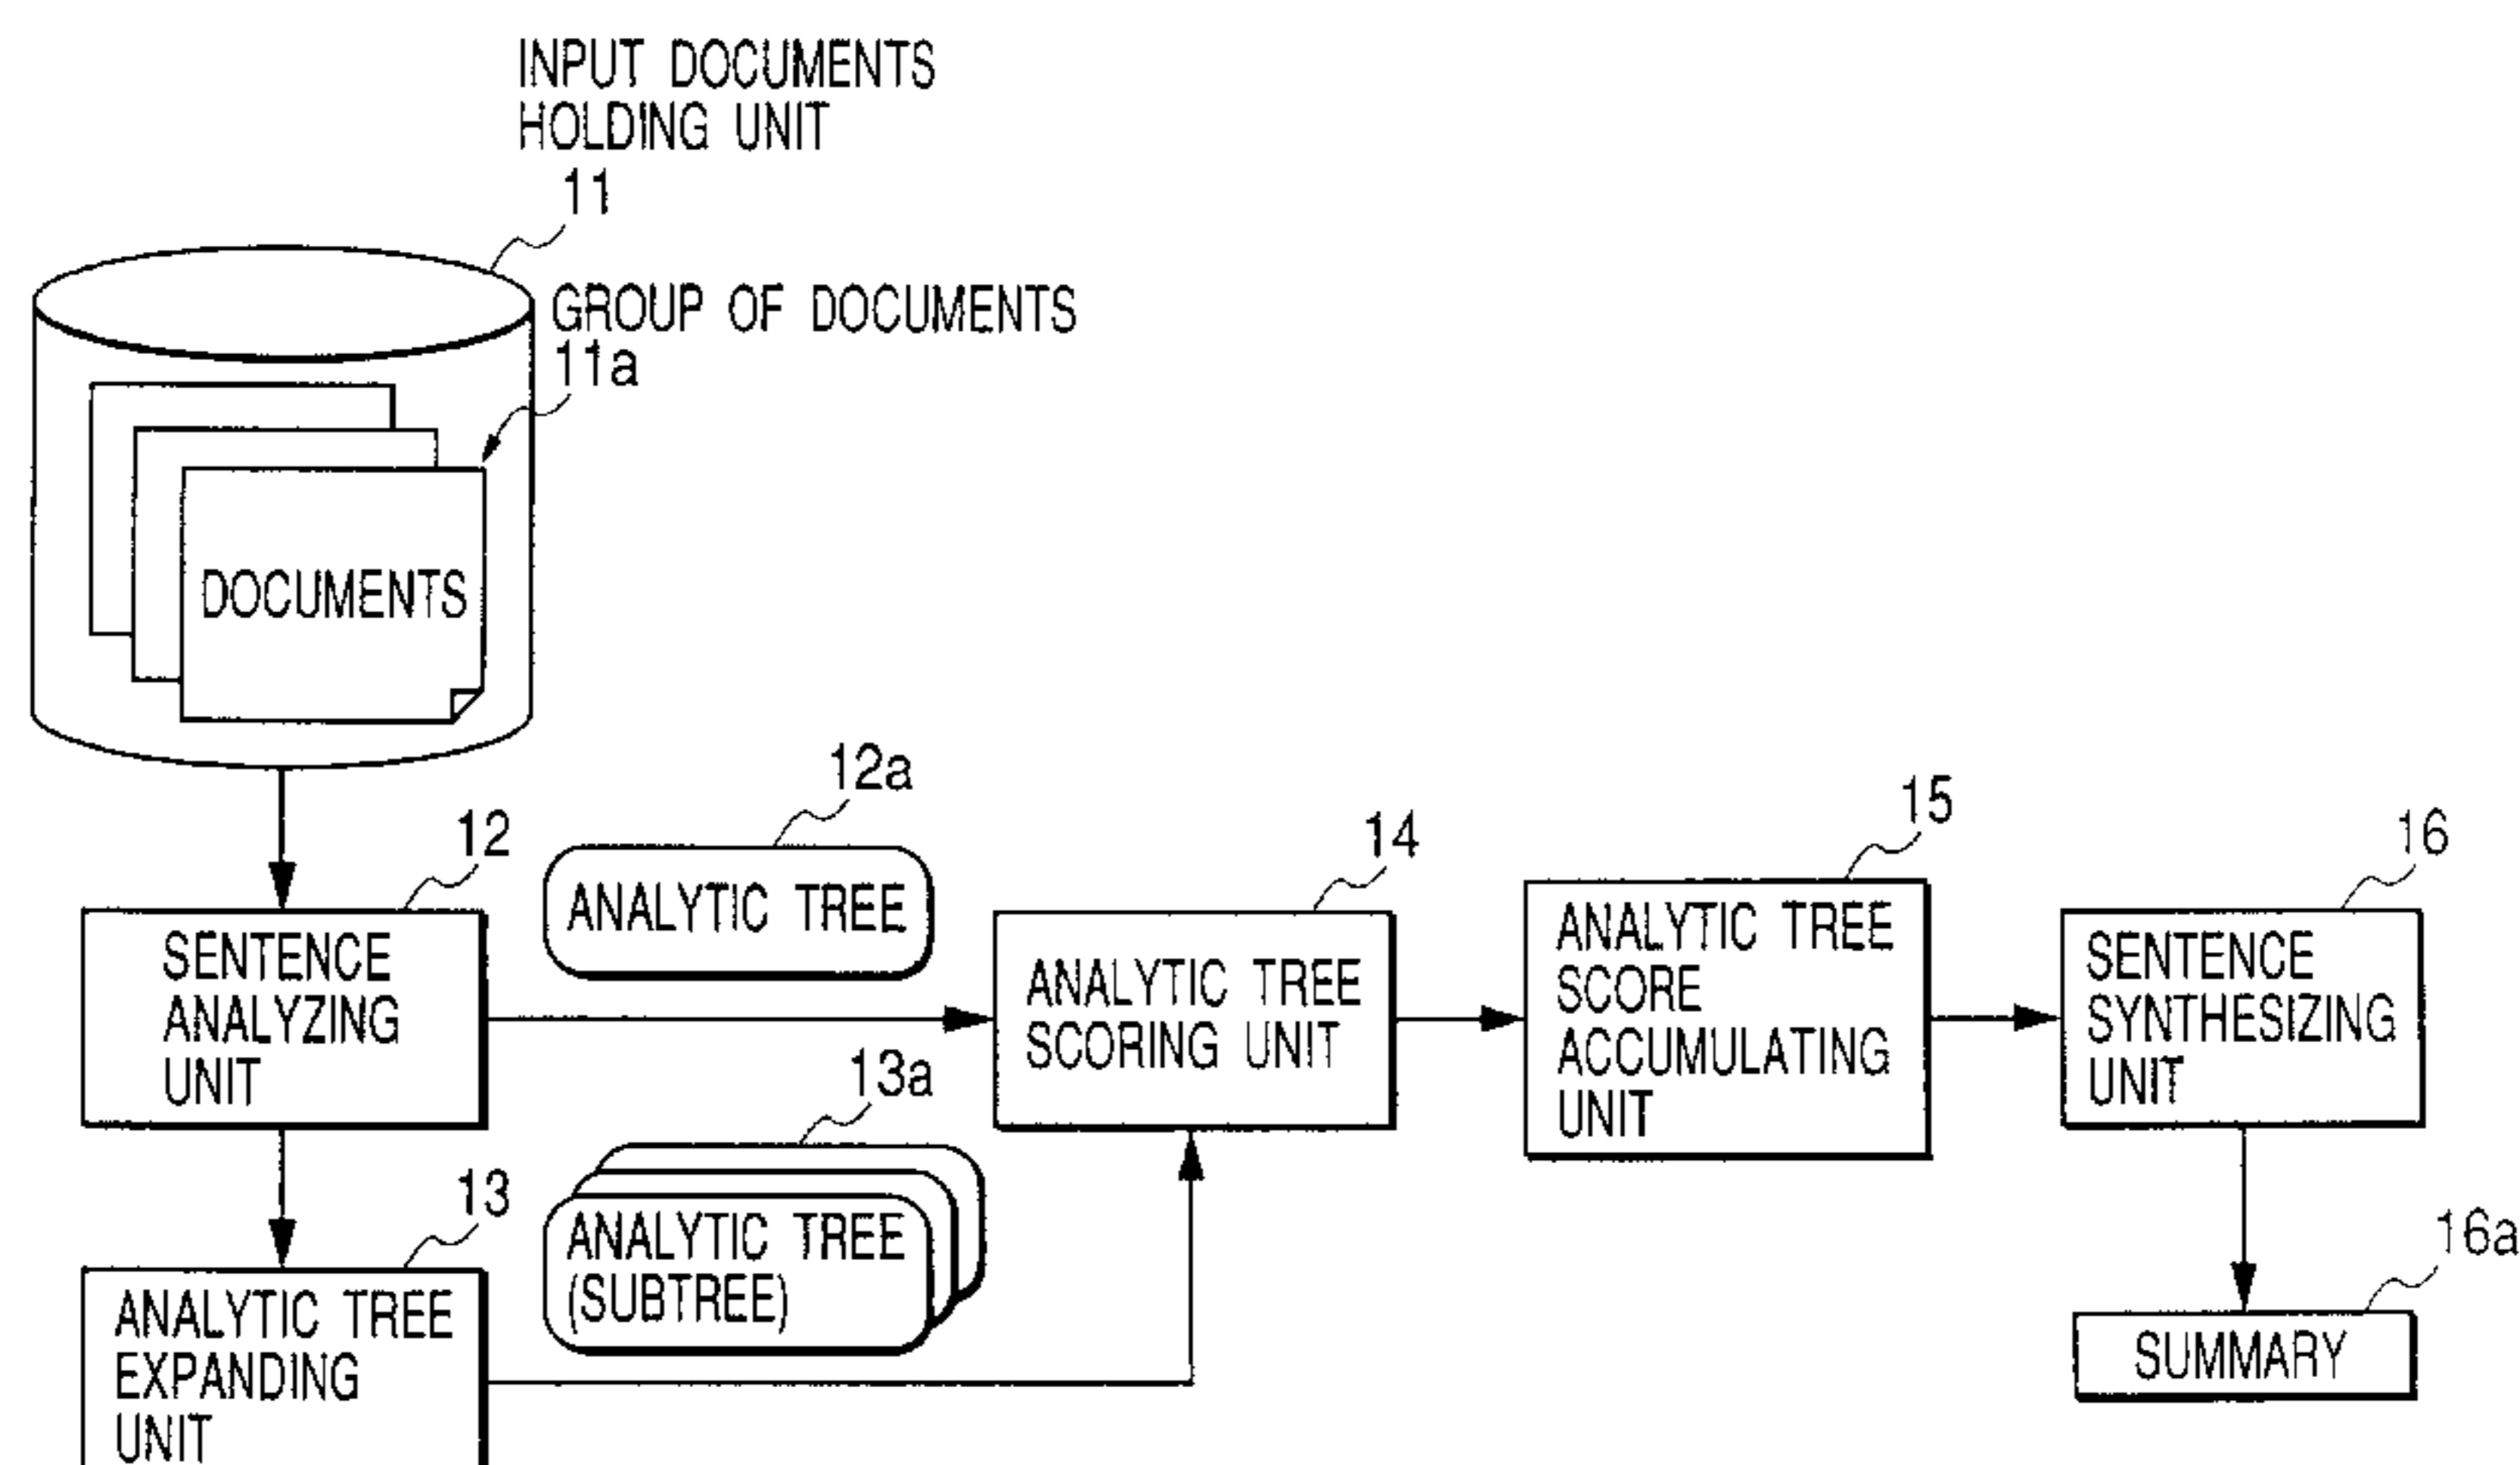 INPUT DOCUMENTS
HOLDING UNIT
11
GROUP OF DOCUMENTS
11a
DOCUMENTS
12a
12
ANALYTIC TREE
14
15
16
SENTENCE
ANALYZING
UNIT
ANALYTIC TREE
SCORING UNIT
ANALYTIC TREE
SCORE
ACCUMULATING
UNIT
SENTENCE
SYNTHESIZING
UNIT
13a
13
ANALYTIC TREE
(SUBTREE)
16a
ANALYTIC TREE
EXPANDING
UNIT
SUMMARY